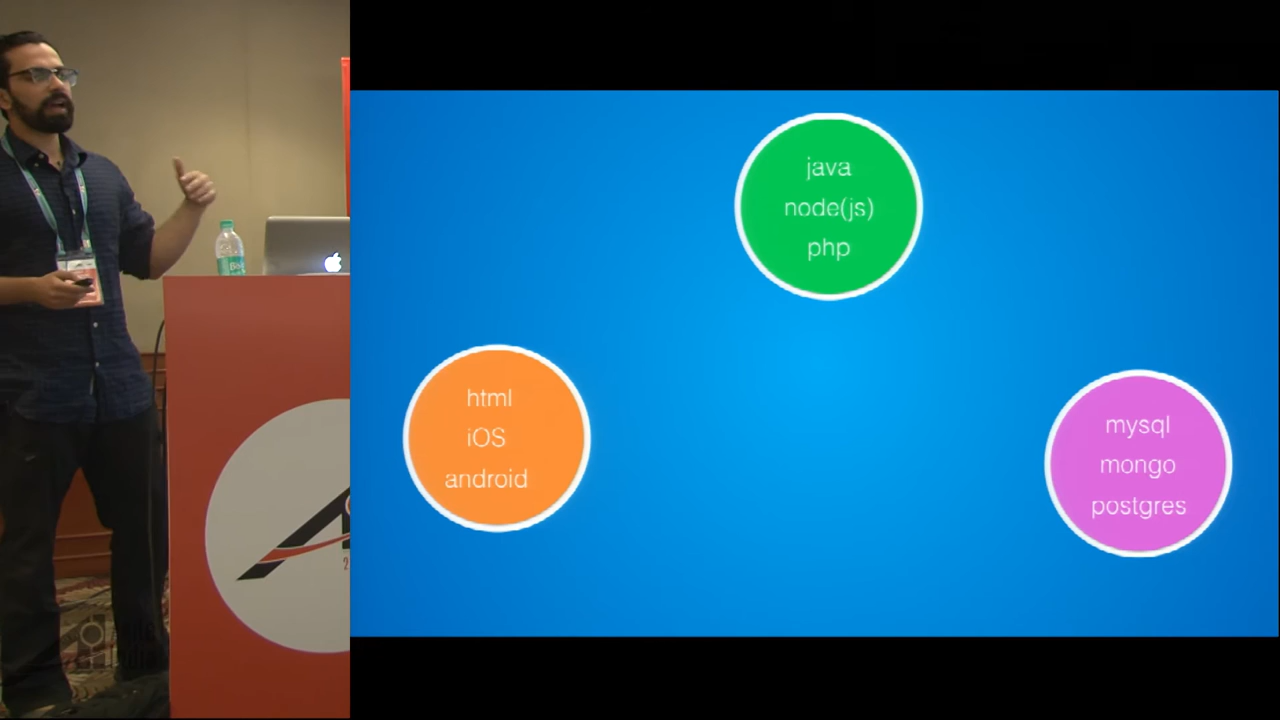 java
node(js)
php
html
iOS
android
mysql
mongo
postgres